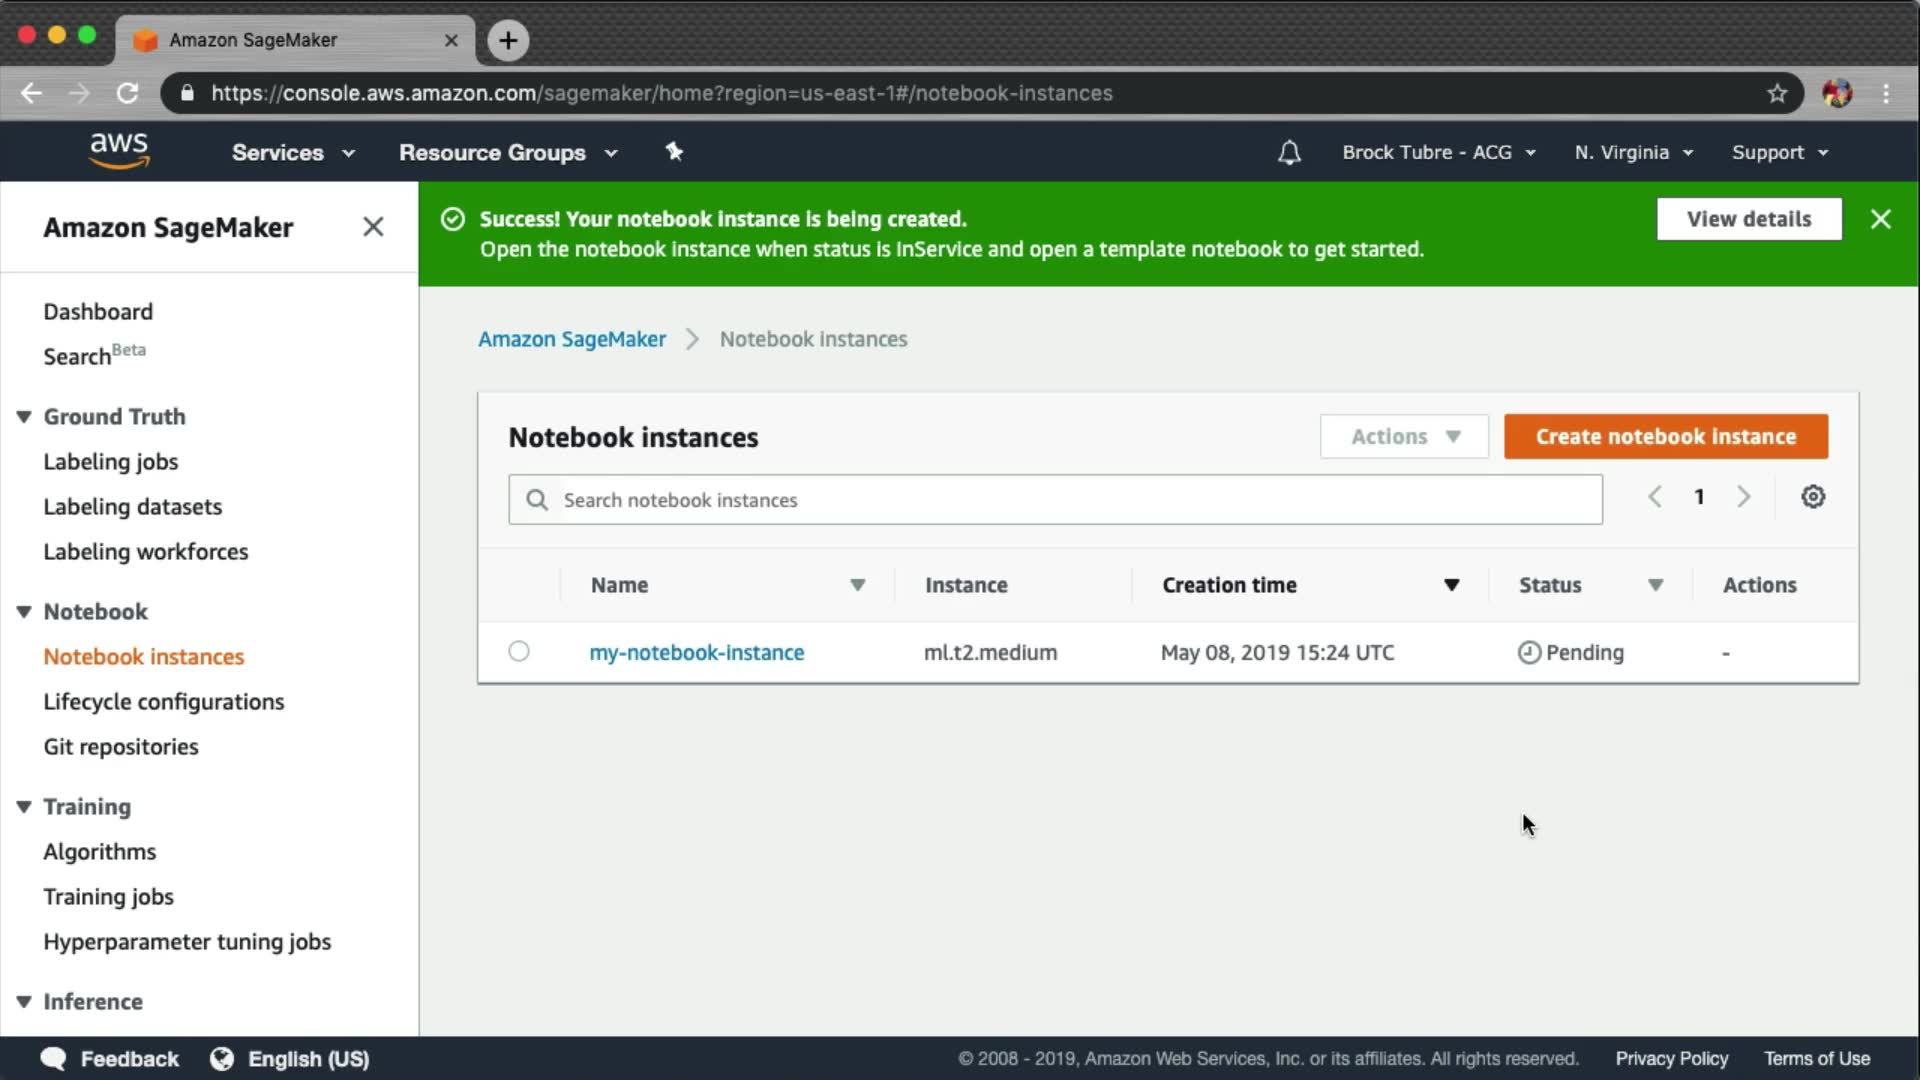 Amazon SageMaker
https://console.aws.amazon.com/sagemaker/home?region=us-east-1#/notebook-instances
aws Services Resource Groups Brock Tubre - ACG N. Virginia Support
Amazon SageMaker
Dashboard
Search Beta
Ground Truth
Labeling jobs
Labeling datasets
Labeling workforces
Notebook
Notebook instances
Lifecycle configurations
Git repositories
Training
Algorithms
Training jobs
Hyperparameter tuning jobs
Inference
Success! Your notebook instance is being created.
Open the notebook instance when status is InService and open a template notebook to get started.
View details
Amazon SageMaker Notebook instances
Notebook instances
Actions
Create notebook instance
Search notebook instances
1
Name Instance Creation time Status Actions
my-notebook-instance ml.t2.medium May 08, 2019 15:24 UTC Pending -
Feedback English (US) © 2008 - 2019, Amazon Web Services, Inc. or its affiliates. All rights reserved. Privacy Policy Terms of Use